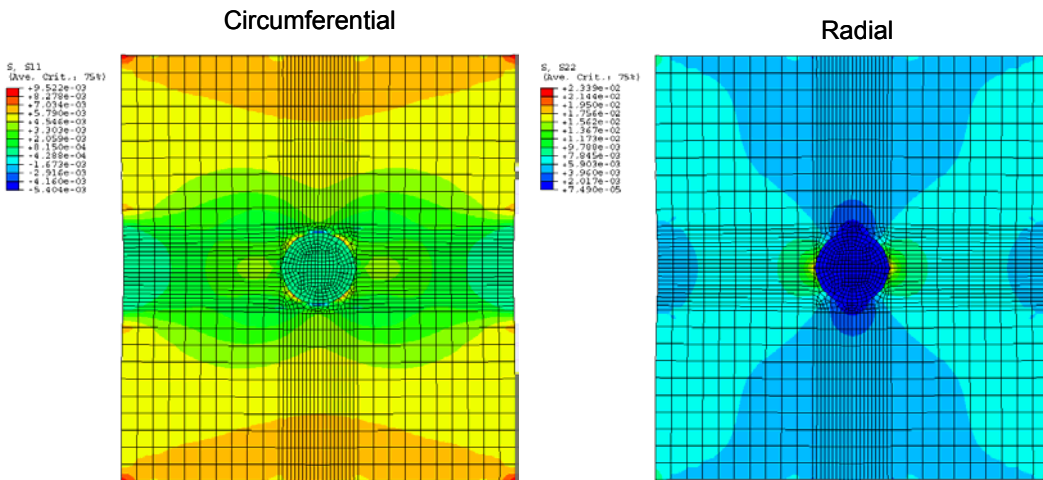 Circumferential
Radial
S, S11
(Ave. Crit.: 75%)
+9.522e-03
+8.278e-03
+7.034e-03
+5.790e-03
+4.546e-03
+3.303e-03
+2.059e-03
+8.150e-04
-4.288e-04
-1.673e-03
-2.916e-03
-4.160e-03
-5.404e-03
S, S22
(Ave. Crit.: 75%)
+2.339e-02
+2.144e-02
+1.950e-02
+1.756e-02
+1.562e-02
+1.367e-02
+1.173e-02
+9.788e-03
+7.845e-03
+5.903e-03
+3.960e-03
+2.017e-03
+7.490e-05